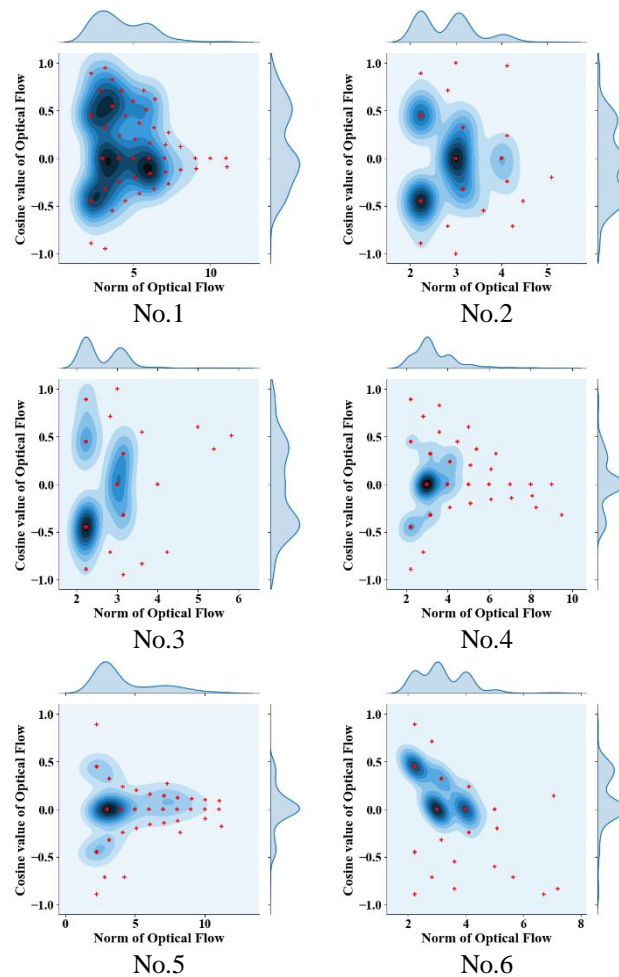 1.0
0.5
0.0
−0.5
−1.0
Cosine value of Optical Flow
5 10
Norm of Optical Flow
No.1
1.0
0.5
0.0
−0.5
−1.0
Cosine value of Optical Flow
2 3 4 5
Norm of Optical Flow
No.2
1.0
0.5
0.0
−0.5
−1.0
Cosine value of Optical Flow
2 3 4 5 6
Norm of Optical Flow
No.3
1.0
0.5
0.0
−0.5
−1.0
Cosine value of Optical Flow
2 4 6 8 10
Norm of Optical Flow
No.4
1.0
0.5
0.0
−0.5
−1.0
Cosine value of Optical Flow
0 5 10
Norm of Optical Flow
No.5
1.0
0.5
0.0
−0.5
−1.0
Cosine value of Optical Flow
2 4 6 8
Norm of Optical Flow
No.6